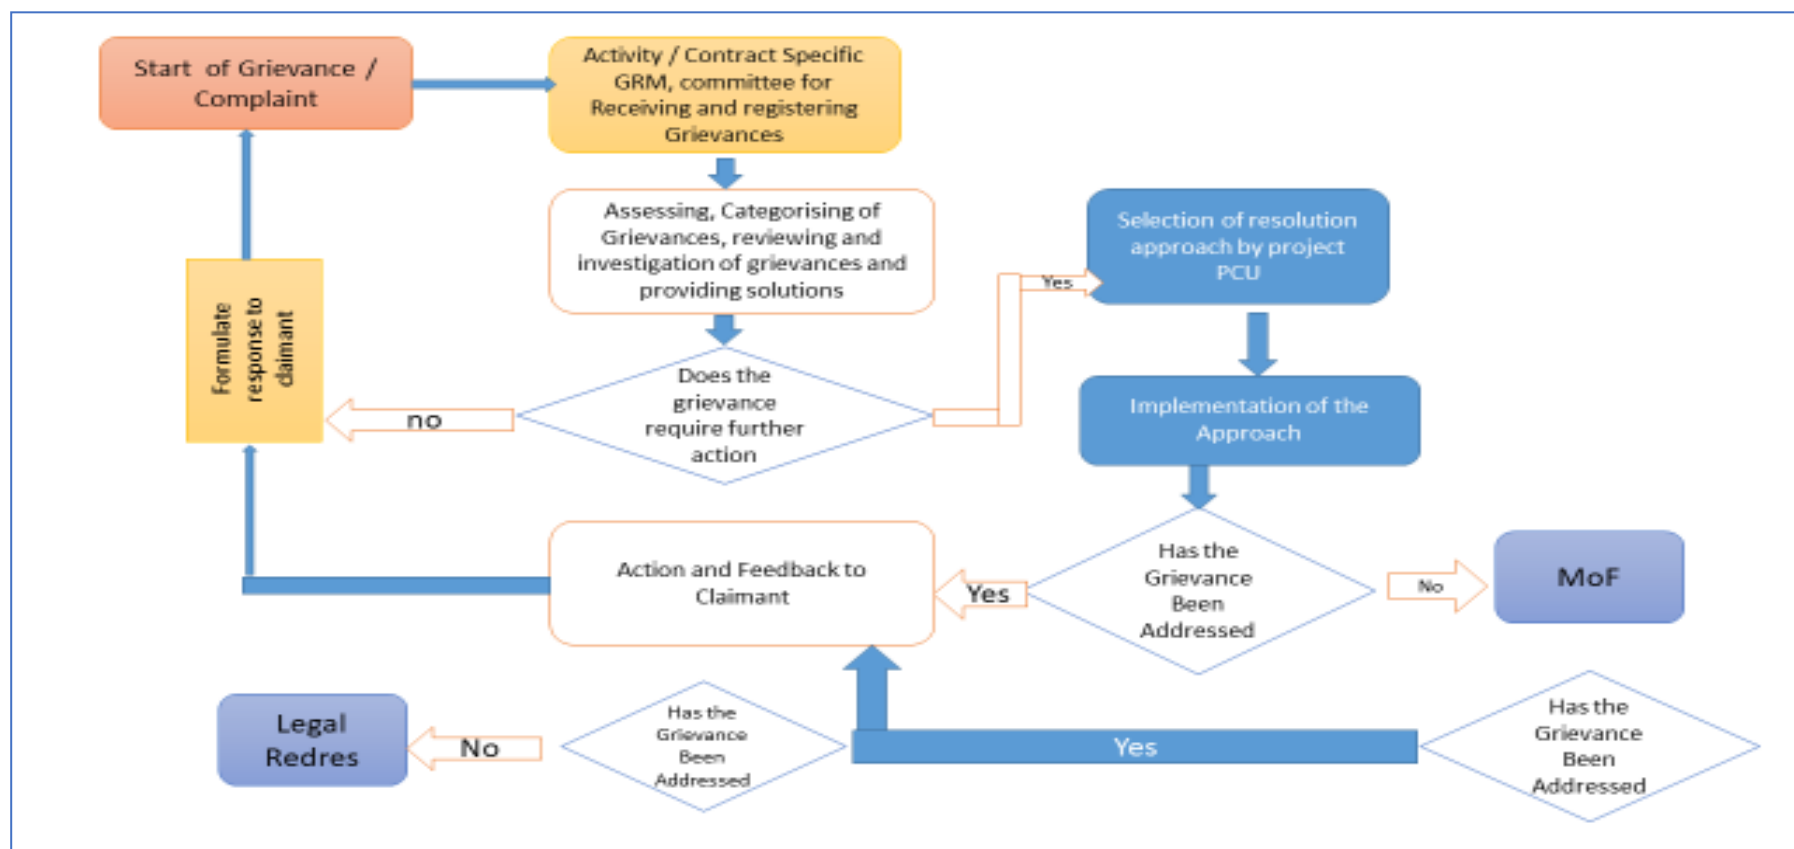 Start of Grievance /
Complaint
Activity / Contract Specific
GRM, committee for
Receiving and registering
Grievances
Assessing, Categorising of
Grievances, reviewing and
investigation of grievances and
providing solutions
Selection of resolution
approach by project
PCU
Yes
Formulate
response to
claimant
no
Does the
grievance
require further
action
Implementation of the
Approach
Action and Feedback to
Claimant
Yes
Has the
Grievance
Been
Addressed
No
MoF
Legal
Redres
No
Has the
Grievance
Been
Addressed
Yes
Has the
Grievance
Been
Addressed